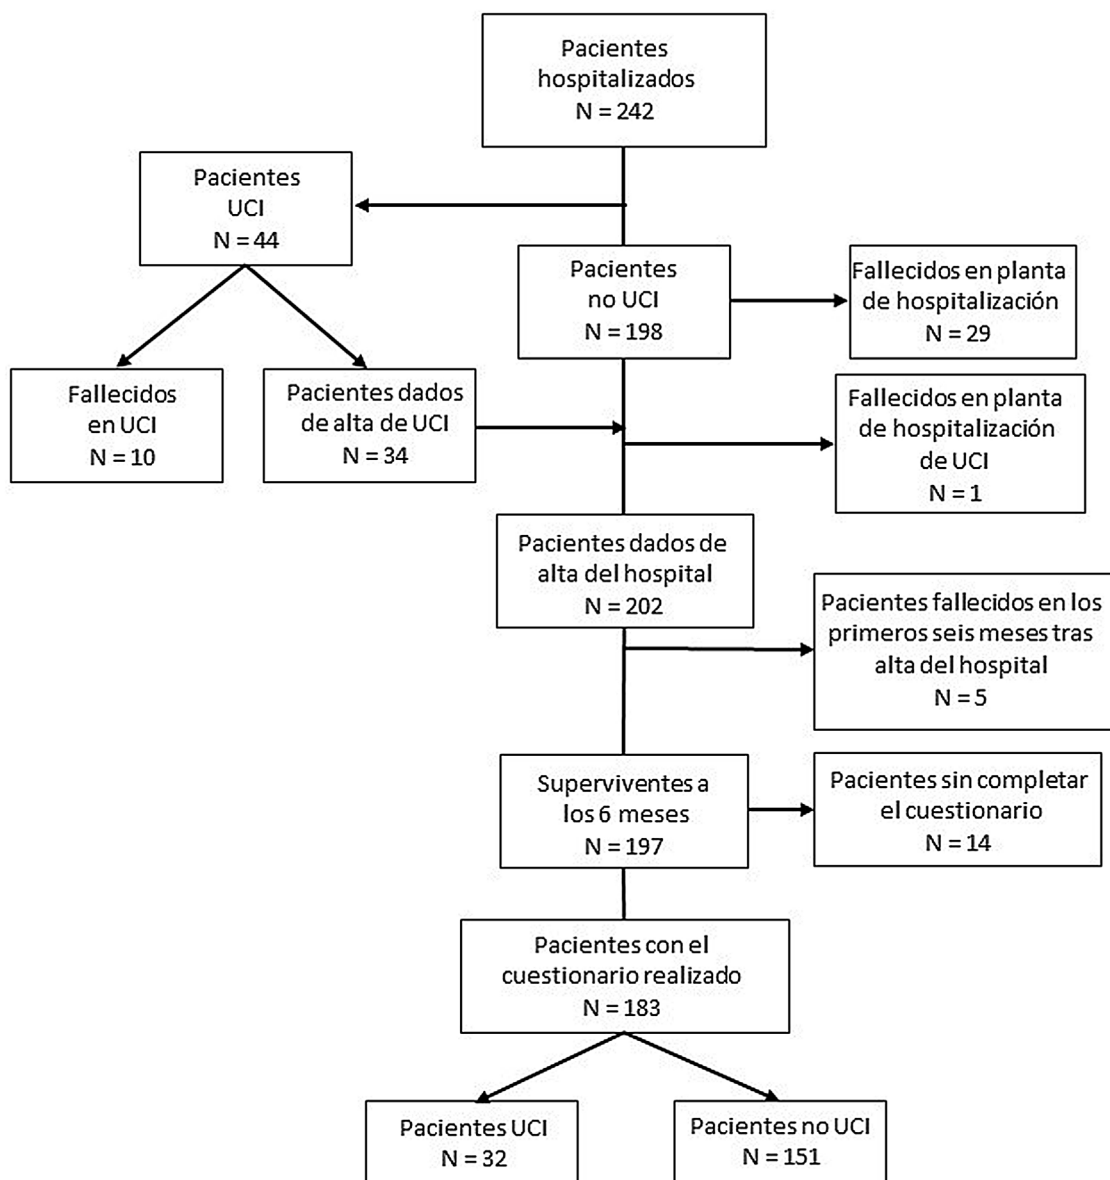 Pacientes
hospitalizados
N = 242
Pacientes
UCI
N = 44
Pacientes
no UCI
N = 198
Fallecidos en planta
de hospitalización
N = 29
Fallecidos
en UCI
N = 10
Pacientes dados
de alta de UCI
N = 34
Fallecidos en planta
de hospitalización
de UCI
N = 1
Pacientes dados de
alta del hospital
N = 202
Pacientes fallecidos en los
primeros seis meses tras
alta del hospital
N = 5
Superviventes a
los 6 meses
N = 197
Pacientes sin completar
el cuestionario
N = 14
Pacientes con el
cuestionario realizado
N = 183
Pacientes UCI
N = 32
Pacientes no UCI
N = 151